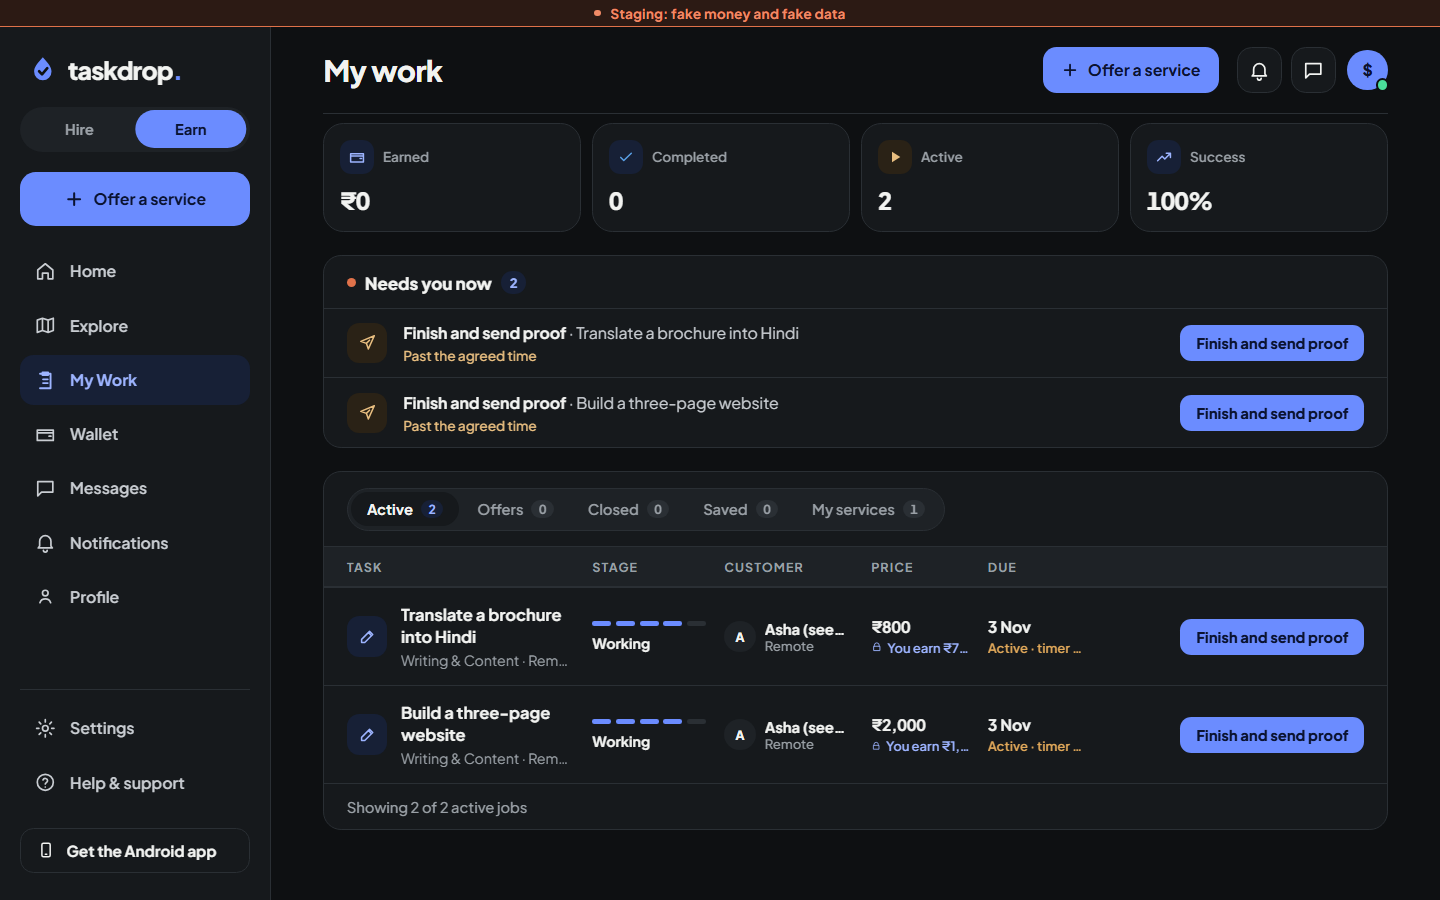 Staging: fake money and fake data
taskdrop.
Hire
Earn
Offer a service
Home
Explore
My Work
Wallet
Messages
Notifications
Profile
Settings
Help & support
Get the Android app
My work
Offer a service
$
Earned
₹0
Completed
0
Active
2
Success
100%
Needs you now 2
Finish and send proof · Translate a brochure into Hindi
Past the agreed time
Finish and send proof
Finish and send proof · Build a three-page website
Past the agreed time
Finish and send proof
Active 2
Offers 0
Closed 0
Saved 0
My services 1
TASK
STAGE
CUSTOMER
PRICE
DUE
Translate a brochure
into Hindi
Writing & Content · Rem…
Working
A
Asha (see…
Remote
₹800
You earn ₹7…
3 Nov
Active · timer …
Finish and send proof
Build a three-page
website
Writing & Content · Rem…
Working
A
Asha (see…
Remote
₹2,000
You earn ₹1,…
3 Nov
Active · timer …
Finish and send proof
Showing 2 of 2 active jobs